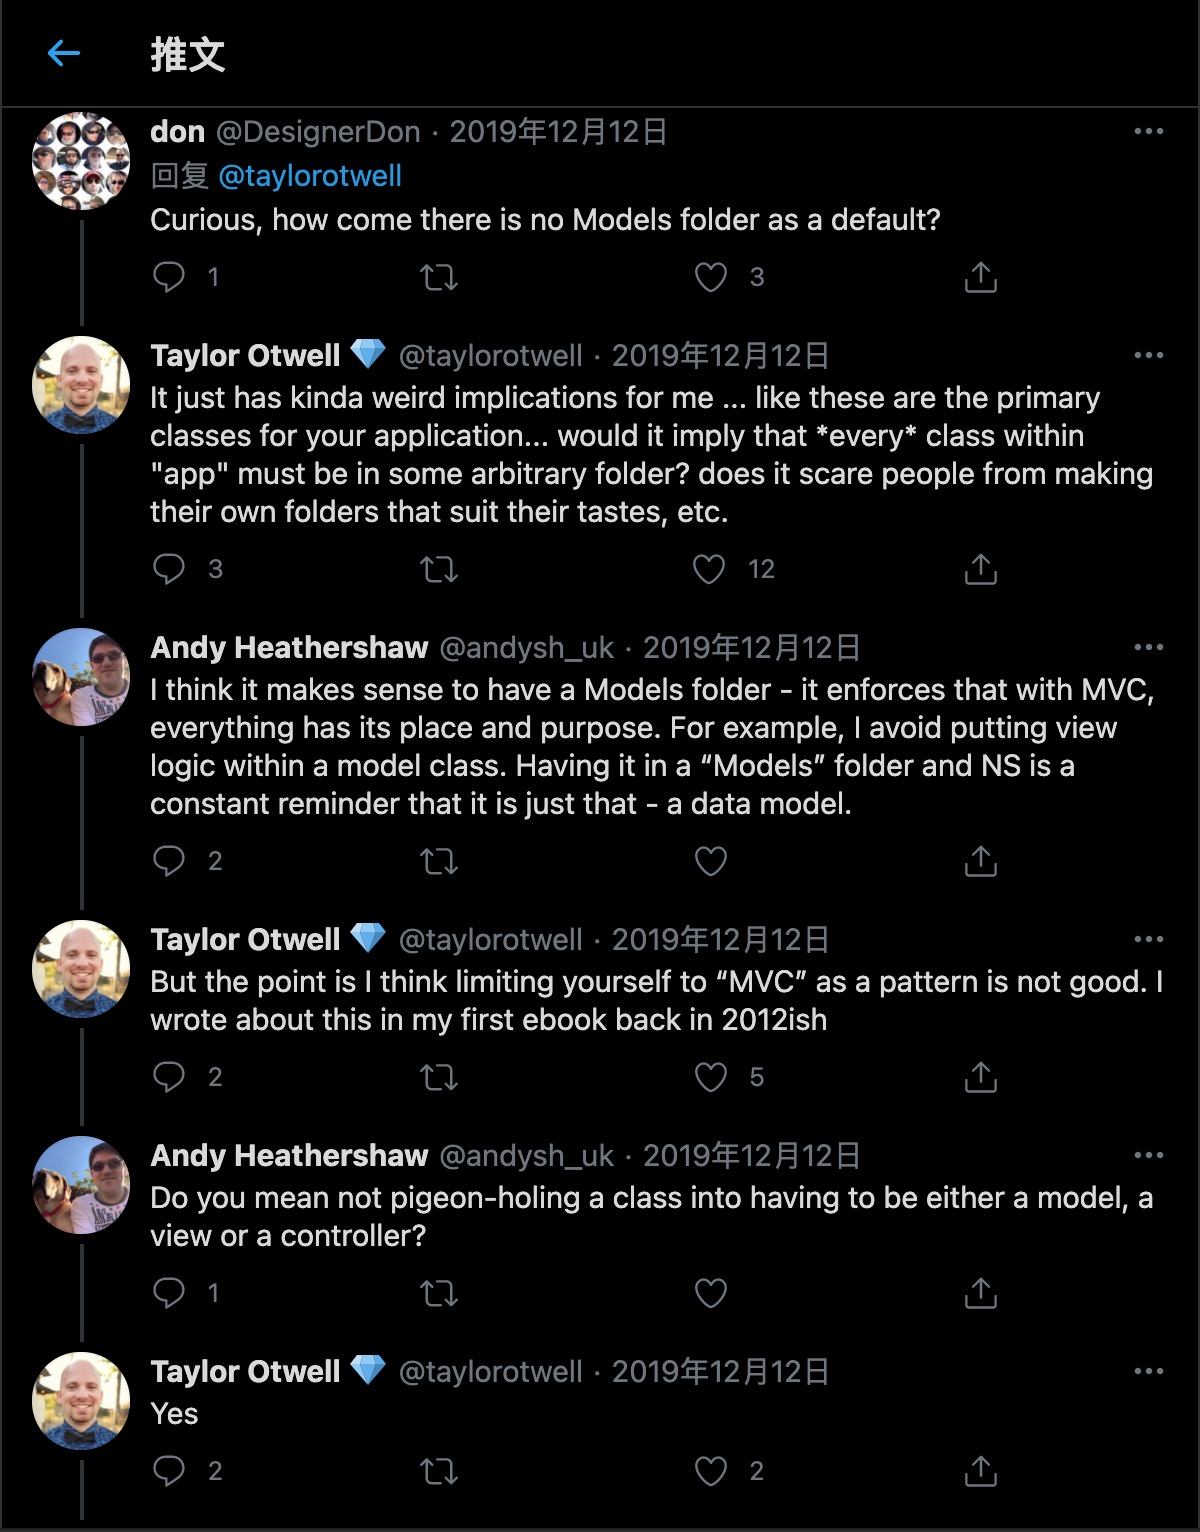 推文
don @DesignerDon · 2019年12月12日
回复 @taylorotwell
Curious, how come there is no Models folder as a default?
1 3
Taylor Otwell 💎 @taylorotwell · 2019年12月12日
It just has kinda weird implications for me ... like these are the primary
classes for your application... would it imply that *every* class within
"app" must be in some arbitrary folder? does it scare people from making
their own folders that suit their tastes, etc.
3 12
Andy Heathershaw @andysh_uk · 2019年12月12日
I think it makes sense to have a Models folder - it enforces that with MVC,
everything has its place and purpose. For example, I avoid putting view
logic within a model class. Having it in a “Models” folder and NS is a
constant reminder that it is just that - a data model.
2
Taylor Otwell 💎 @taylorotwell · 2019年12月12日
But the point is I think limiting yourself to “MVC” as a pattern is not good. I
wrote about this in my first ebook back in 2012ish
2 5
Andy Heathershaw @andysh_uk · 2019年12月12日
Do you mean not pigeon-holing a class into having to be either a model, a
view or a controller?
1
Taylor Otwell 💎 @taylorotwell · 2019年12月12日
Yes
2 2